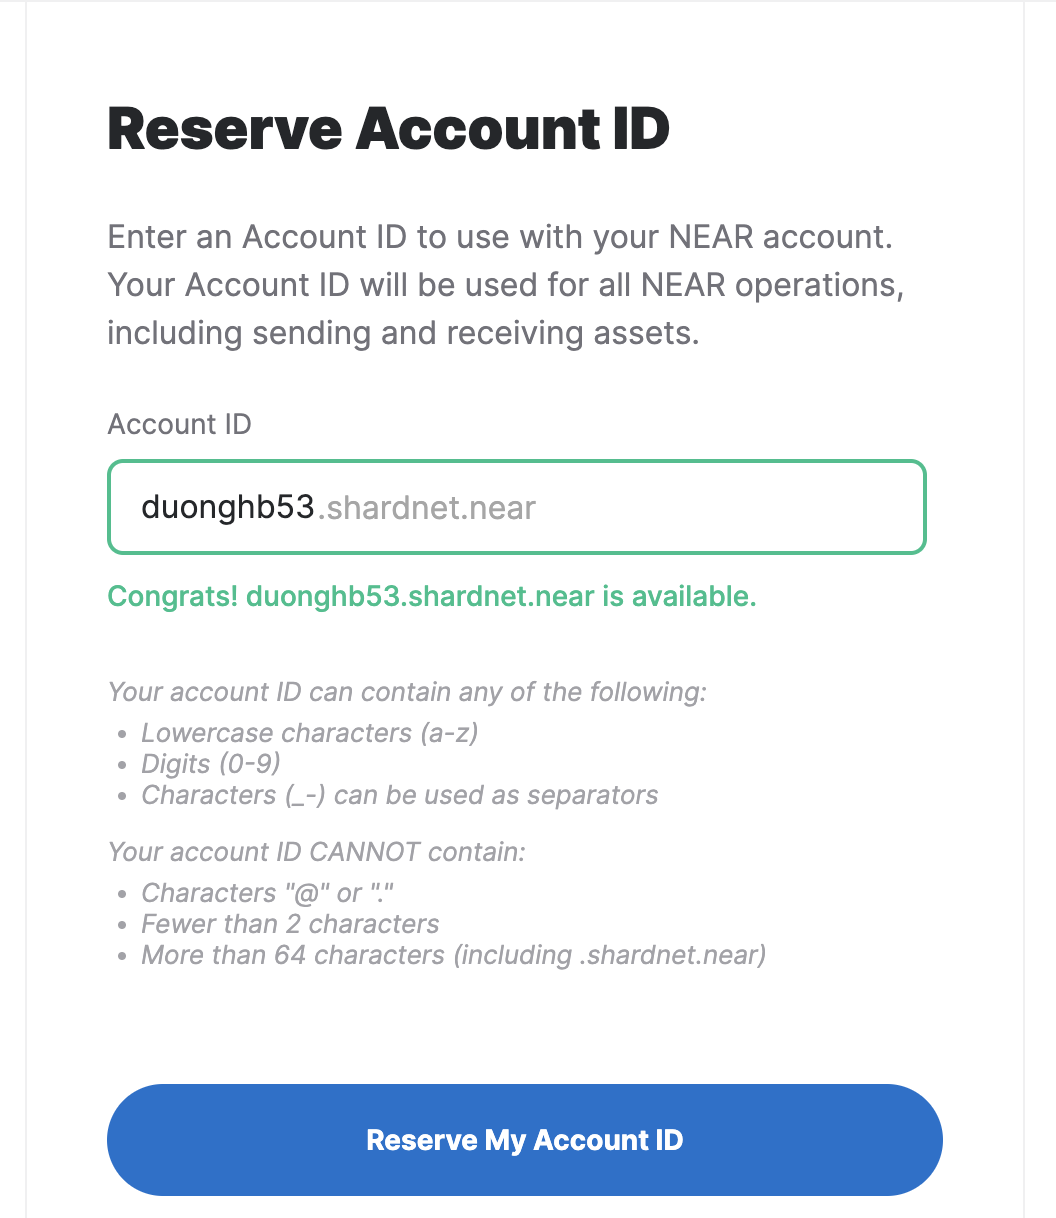 Reserve Account ID
Enter an Account ID to use with your NEAR account.
Your Account ID will be used for all NEAR operations,
including sending and receiving assets.
Account ID
duonghb53.shardnet.near
Congrats! duonghb53.shardnet.near is available.
Your account ID can contain any of the following:
• Lowercase characters (a-z)
• Digits (0-9)
• Characters (_-) can be used as separators
Your account ID CANNOT contain:
• Characters "@" or "."
• Fewer than 2 characters
• More than 64 characters (including .shardnet.near)
Reserve My Account ID